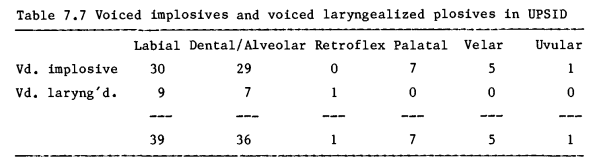 Table 7.7 Voiced implosives and voiced laryngealized plosives in UPSID
Labial Dental/Alveolar Retroflex Palatal Velar Uvular
Vd. implosive 30 29 0 7 5 1
Vd. laryng'd. 9 7 1 0 0 0
--- --- --- --- --- ---
39 36 1 7 5 1